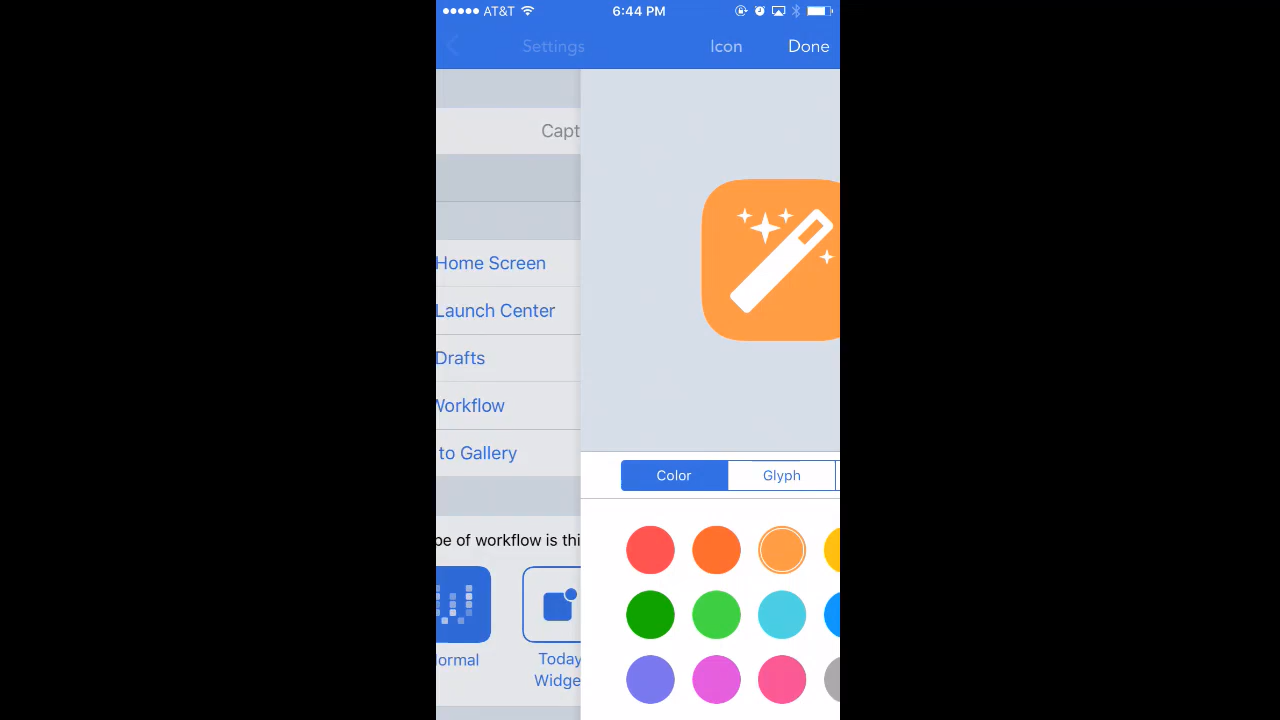 AT&T 6:44 PM
Settings Icon Done
Capt
Home Screen
Launch Center
Drafts
Workflow
to Gallery
Color Glyph
pe of workflow is thi
ormal
Today
Widge